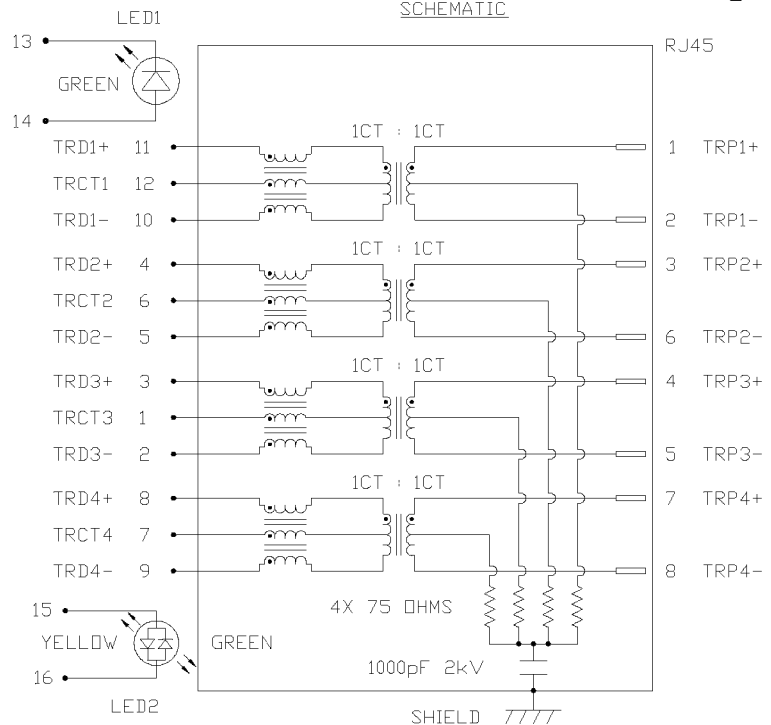 SCHEMATIC
LED1
13
RJ45
GREEN
14
1CT : 1CT
TRD1+ 11 1 TRP1+
TRCT1 12
TRD1- 10 2 TRP1-
1CT : 1CT
TRD2+ 4 3 TRP2+
TRCT2 6
TRD2- 5 6 TRP2-
1CT : 1CT
TRD3+ 3 4 TRP3+
TRCT3 1
TRD3- 2 5 TRP3-
1CT : 1CT
TRD4+ 8 7 TRP4+
TRCT4 7
TRD4- 9 8 TRP4-
15
4X 75 OHMS
YELLOW GREEN
16
1000pF 2kV
LED2
SHIELD